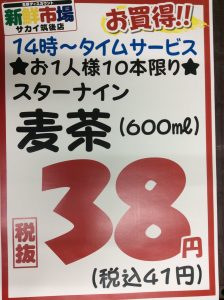 新鮮市場
サカイ筑後店
お買得!!
14時～タイムサービス
★お1人様10本限り★
スターナイン
麦茶(600ml)
税抜
38円
(税込41円)